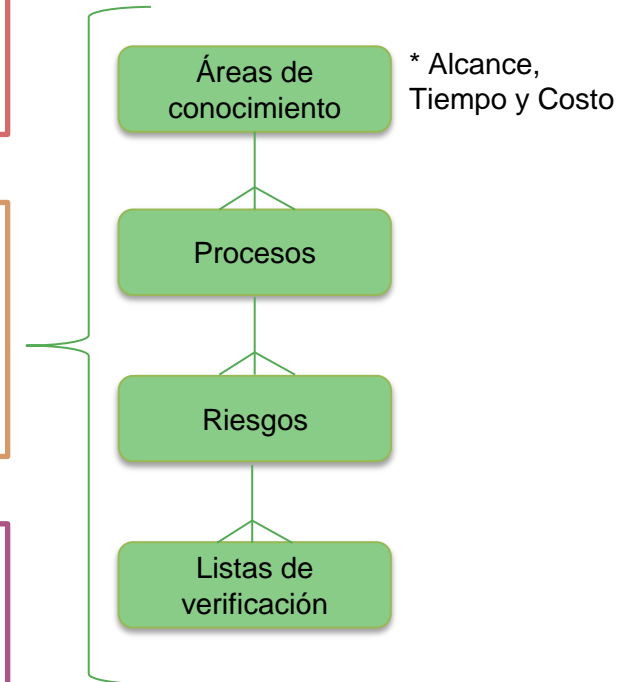 Áreas de
conocimiento
* Alcance,
Tiempo y Costo
Procesos
Riesgos
Listas de
verificación